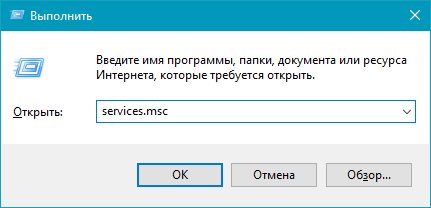 Выполнить
Введите имя программы, папки, документа или ресурса
Интернета, которые требуется открыть.
Открыть: services.msc
OK Отмена Обзор...